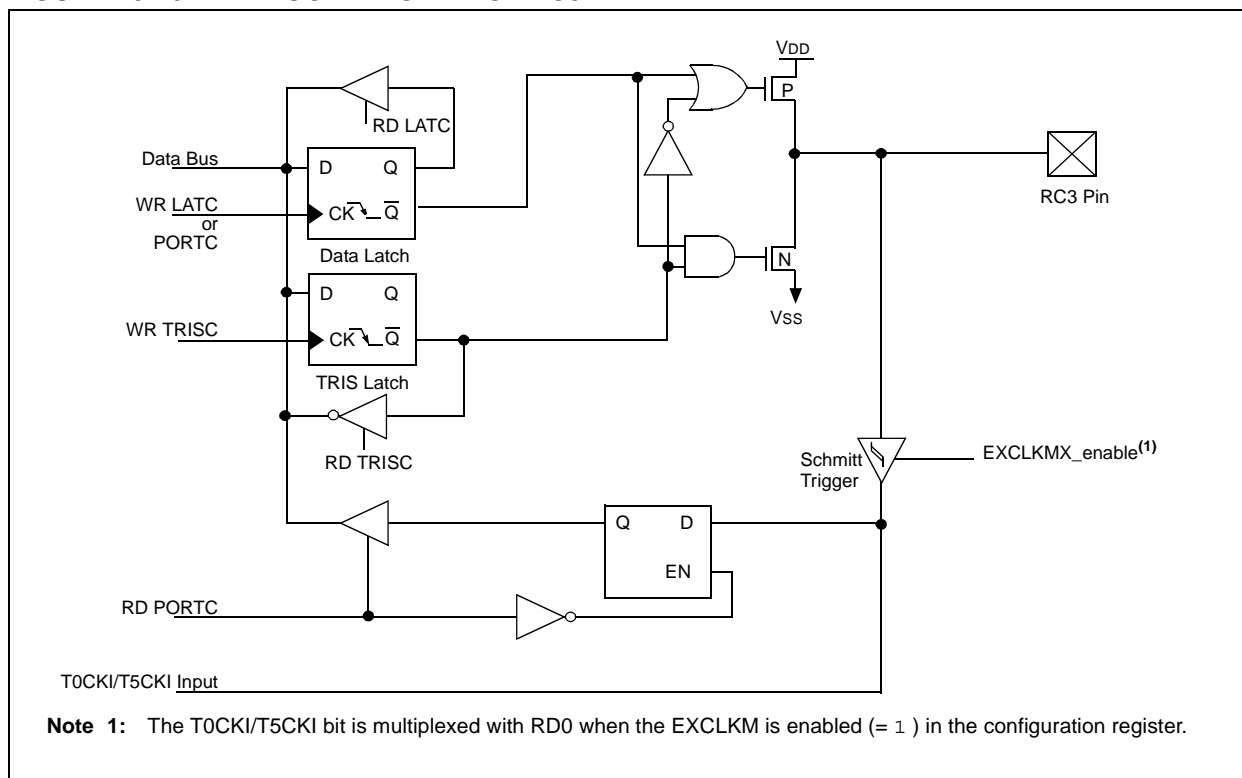 VDD
P
RD LATC
Data Bus
D Q
RC3 Pin
WR LATC
or
PORTC
CK Q
Data Latch
N
D Q
VSS
WR TRISC
CK Q
TRIS Latch
RD TRISC
Schmitt
Trigger
EXCLKMX_enable(1)
Q D
EN
RD PORTC
T0CKI/T5CKI Input
Note 1: The T0CKI/T5CKI bit is multiplexed with RD0 when the EXCLKM is enabled (= 1 ) in the configuration register.